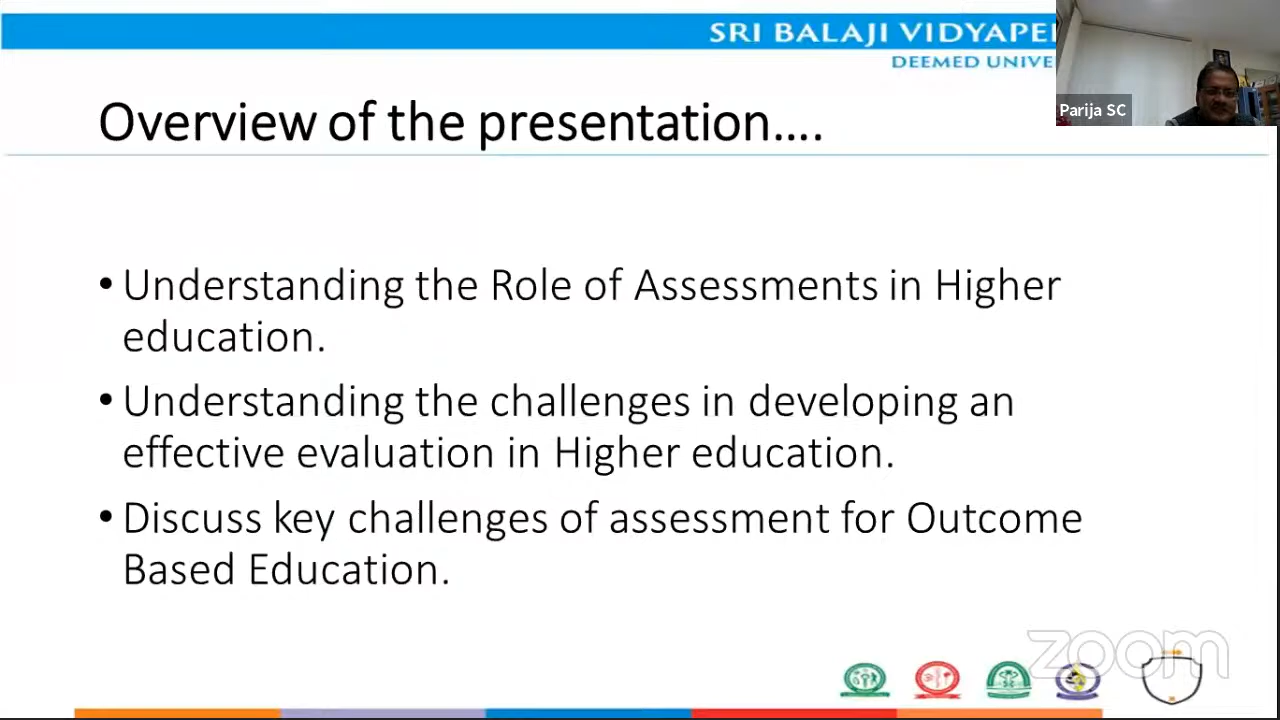 SRI BALAJI VIDYAPE
DEEMED UNIVE
Parija SC
Overview of the presentation....
• Understanding the Role of Assessments in Higher
education.
• Understanding the challenges in developing an
effective evaluation in Higher education.
• Discuss key challenges of assessment for Outcome
Based Education.
zoom